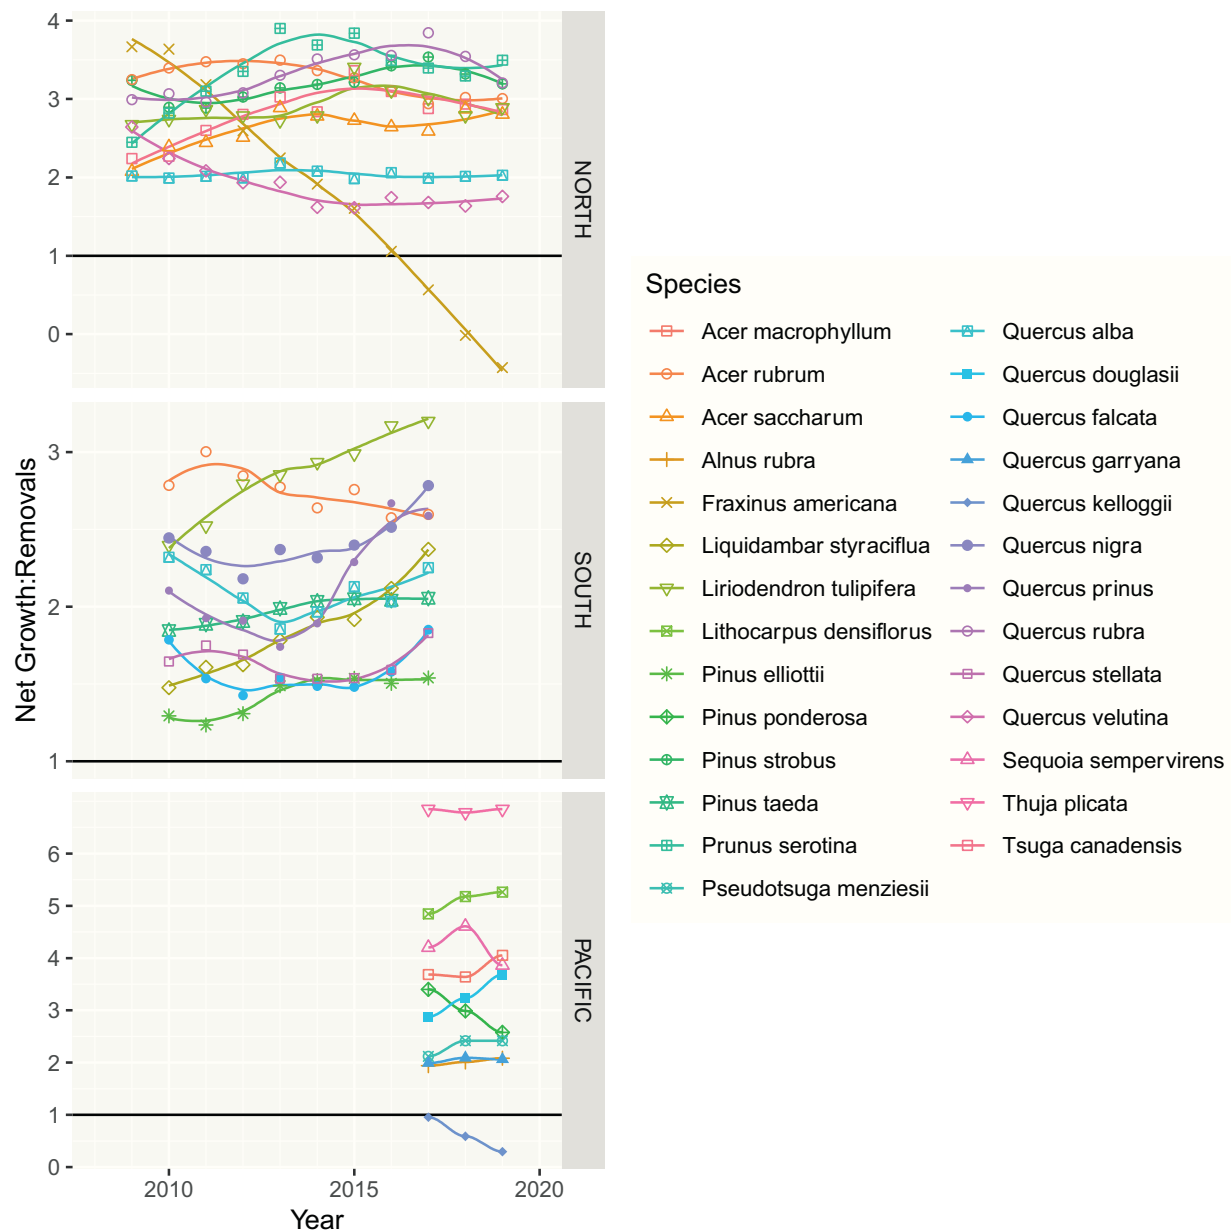 4
3
2
1
0
NORTH
3
2
1
SOUTH
6
5
4
3
2
1
0
PACIFIC
2010
2015
2020
Year
Net Growth:Removals
Species
Acer macrophyllum
Acer rubrum
Acer saccharum
Alnus rubra
Fraxinus americana
Liquidambar styraciflua
Liriodendron tulipifera
Lithocarpus densiflorus
Pinus elliottii
Pinus ponderosa
Pinus strobus
Pinus taeda
Prunus serotina
Pseudotsuga menziesii
Quercus alba
Quercus douglasii
Quercus falcata
Quercus garryana
Quercus kelloggii
Quercus nigra
Quercus prinus
Quercus rubra
Quercus stellata
Quercus velutina
Sequoia sempervirens
Thuja plicata
Tsuga canadensis